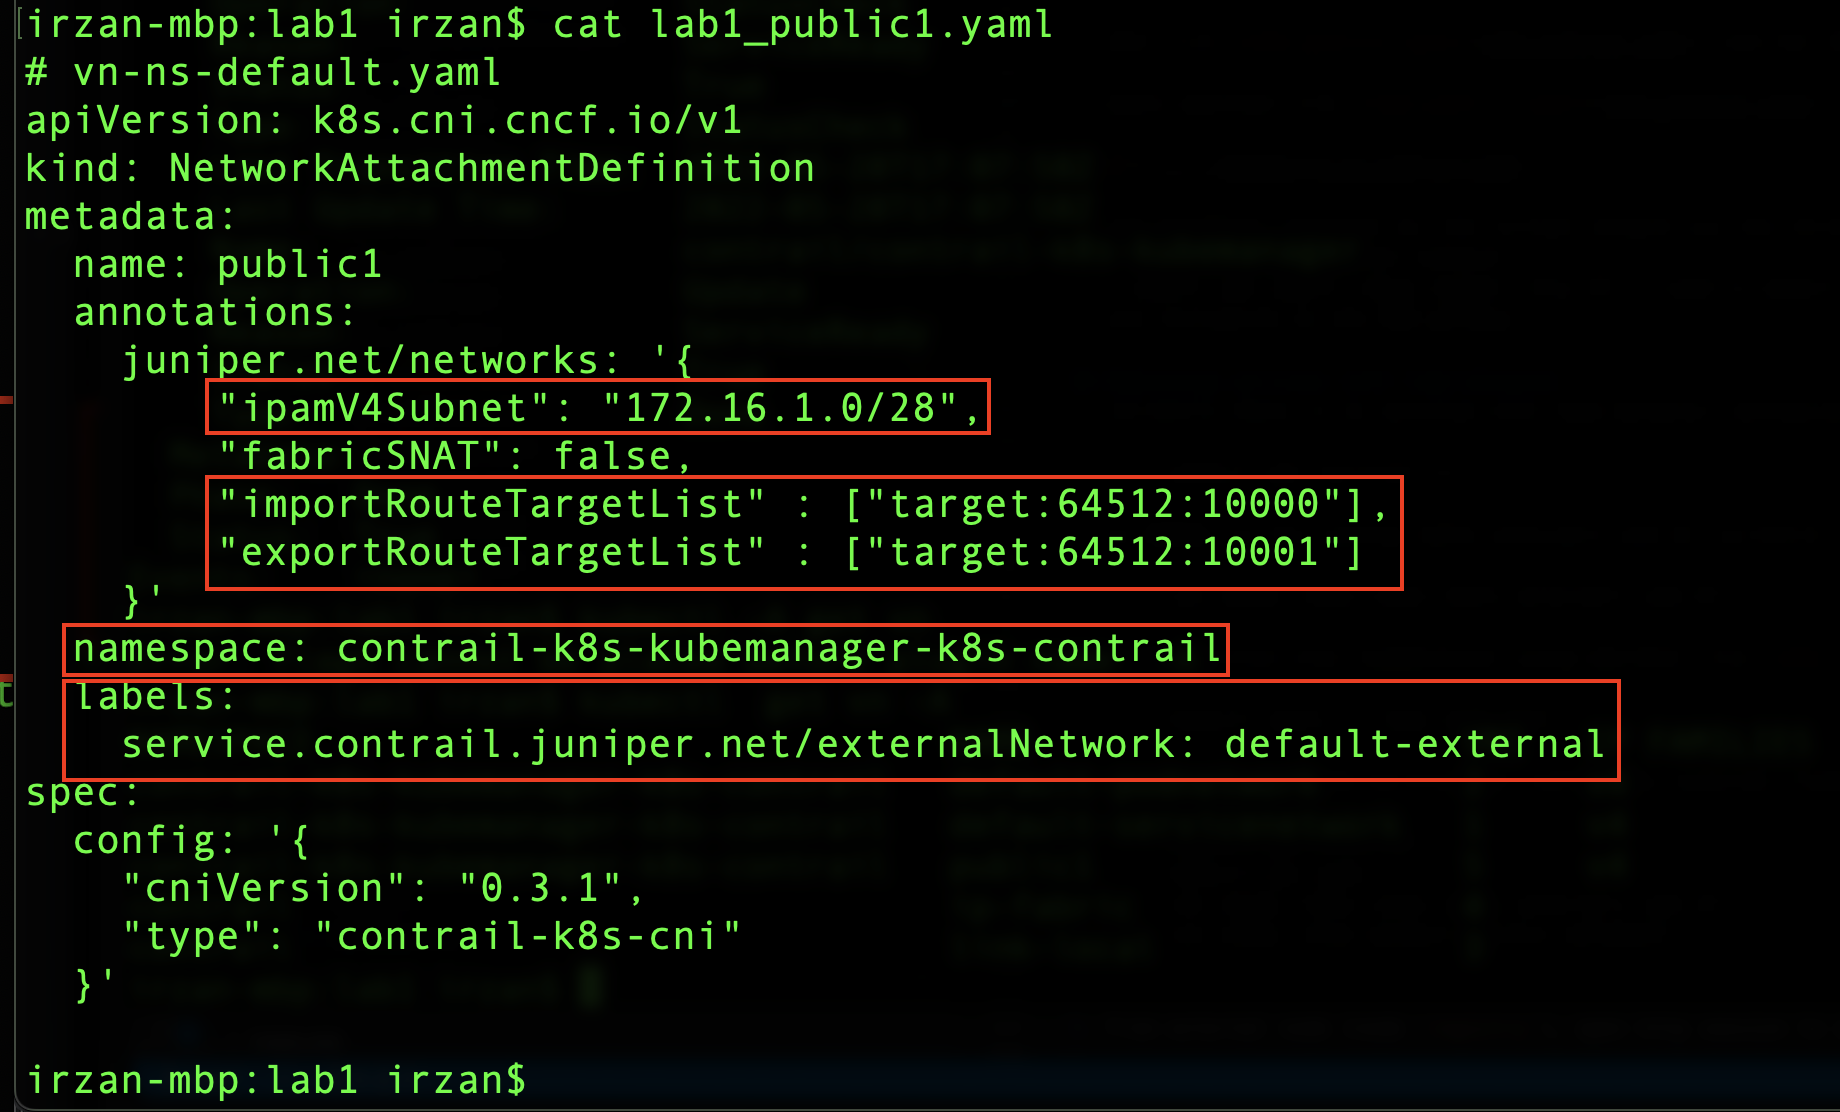 irzan-mbp:lab1 irzan$ cat lab1_public1.yaml
# vn-ns-default.yaml
apiVersion: k8s.cni.cncf.io/v1
kind: NetworkAttachmentDefinition
metadata:
  name: public1
  annotations:
    juniper.net/networks: '{
        "ipamV4Subnet": "172.16.1.0/28",
        "fabricSNAT": false,
        "importRouteTargetList" : ["target:64512:10000"],
        "exportRouteTargetList" : ["target:64512:10001"]
    }'
  namespace: contrail-k8s-kubemanager-k8s-contrail
  labels:
    service.contrail.juniper.net/externalNetwork: default-external
spec:
  config: '{
    "cniVersion": "0.3.1",
    "type": "contrail-k8s-cni"
  }'
irzan-mbp:lab1 irzan$